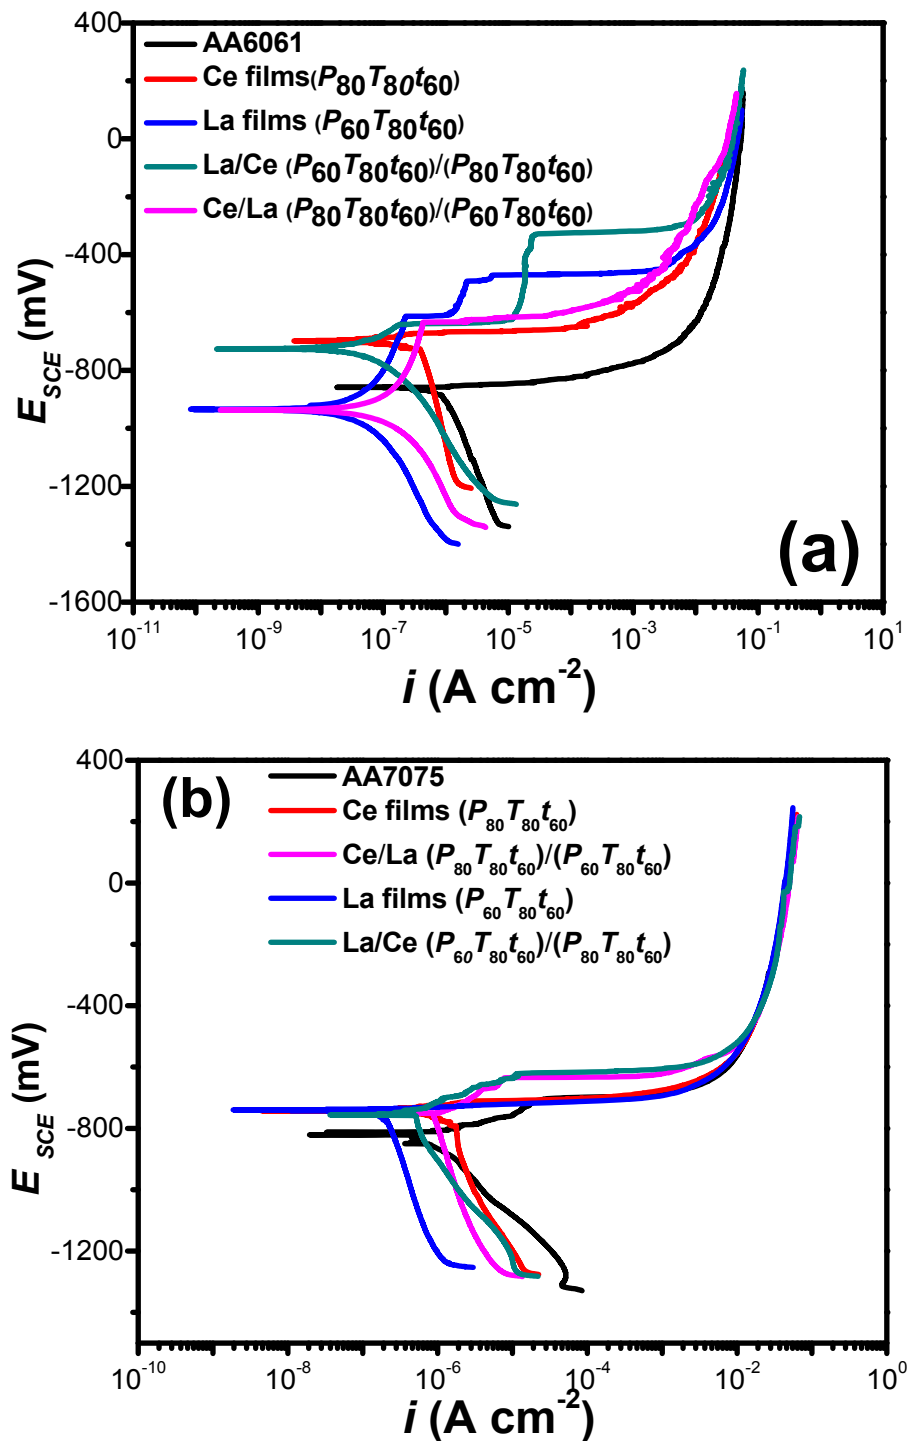 400
0
-400
-800
-1200
-1600
E_SCE (mV)
AA6061
Ce films(P₈₀T₈₀t₆₀)
La films (P₆₀T₈₀t₆₀)
La/Ce (P₆₀T₈₀t₆₀)/(P₈₀T₈₀t₆₀)
Ce/La (P₈₀T₈₀t₆₀)/(P₆₀T₈₀t₆₀)
(a)
10⁻¹¹ 10⁻⁹ 10⁻⁷ 10⁻⁵ 10⁻³ 10⁻¹ 10¹
i (A cm⁻²)
400
0
-400
-800
-1200
E_SCE (mV)
(b)
AA7075
Ce films (P₈₀T₈₀t₆₀)
Ce/La (P₈₀T₈₀t₆₀)/(P₆₀T₈₀t₆₀)
La films (P₆₀T₈₀t₆₀)
La/Ce (P₆₀T₈₀t₆₀)/(P₈₀T₈₀t₆₀)
10⁻¹⁰ 10⁻⁸ 10⁻⁶ 10⁻⁴ 10⁻² 10⁰
i (A cm⁻²)